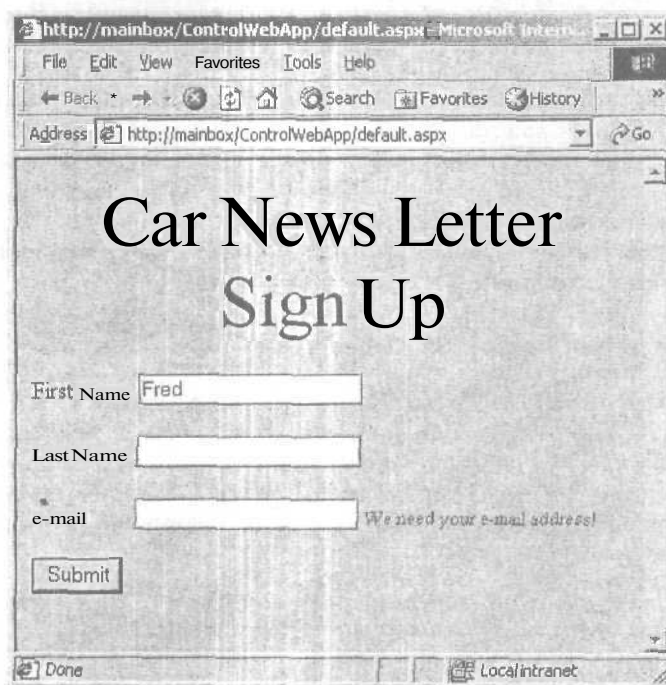 http://mainbox/ControlWebApp/default.aspx - Microsoft Intern...
File Edit View Favorites Tools Help
Back Search Favorites History »
Address http://mainbox/ControlWebApp/default.aspx Go
Car News Letter
Sign Up
First Name Fred
Last Name
e-mail We need your e-mail address!
Submit
Done Local intranet